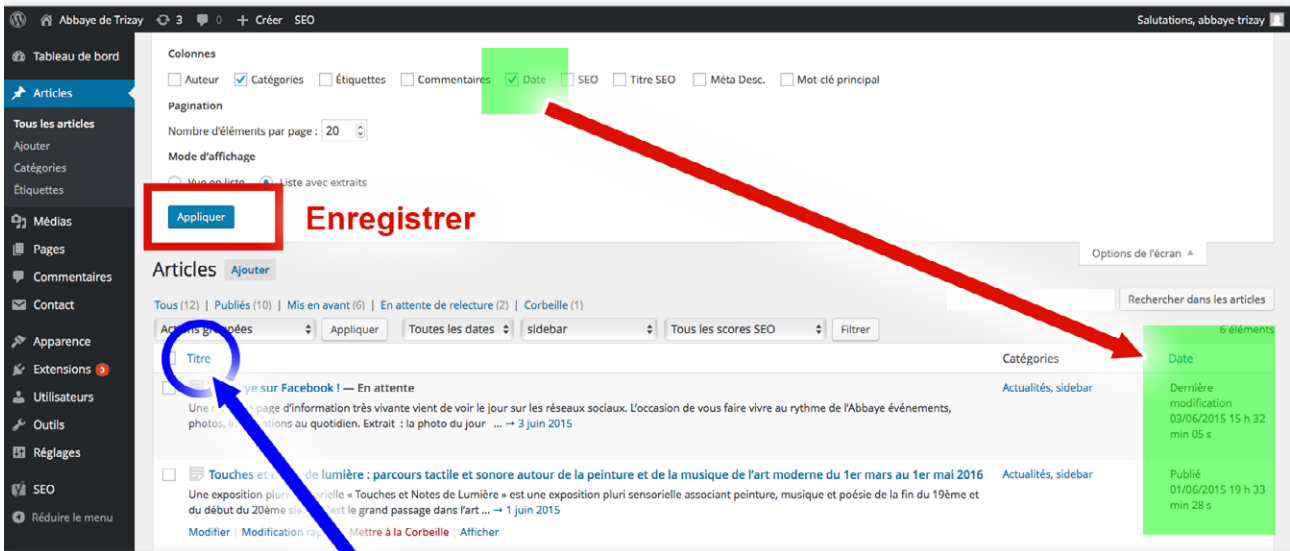 Abbaye de Trizay 3 0 + Créer SEO Salutations, abbaye-trizay
Tableau de bord
Articles
Tous les articles
Ajouter
Catégories
Étiquettes
Médias
Pages
Commentaires
Contact
Apparence
Extensions 3
Utilisateurs
Outils
Réglages
SEO
Réduire le menu
Colonnes
Auteur Catégories Étiquettes Commentaires Date SEO Titre SEO Méta Desc. Mot clé principal
Pagination
Nombre d'éléments par page : 20
Mode d'affichage
Vue en liste Liste avec extraits
Appliquer
Enregistrer
Options de l'écran
Articles Ajouter
Tous (12) | Publiés (10) | Mis en avant (6) | En attente de relecture (2) | Corbeille (1)
Rechercher dans les articles
Actions groupées Appliquer Toutes les dates sidebar Tous les scores SEO Filtrer
6 éléments
Titre Catégories Date
sur Facebook ! — En attente
Une page d'information très vivante vient de voir le jour sur les réseaux sociaux. L'occasion de vous faire vivre au rythme de l'Abbaye événements,
photos, au quotidien. Extrait : la photo du jour ... → 3 juin 2015
Actualités, sidebar
Dernière
modification
03/06/2015 15 h 32
min 05 s
Touches et de lumière : parcours tactile et sonore autour de la peinture et de la musique de l'art moderne du 1er mars au 1er mai 2016
Une exposition « Touches et Notes de Lumière » est une exposition pluri sensorielle associant peinture, musique et poésie de la fin du 19ème et
du début du 20ème le grand passage dans l'art ... → 1 juin 2015
Modifier | Modification | Mettre à la Corbeille | Afficher
Actualités, sidebar
Publié
01/06/2015 19 h 33
min 28 s